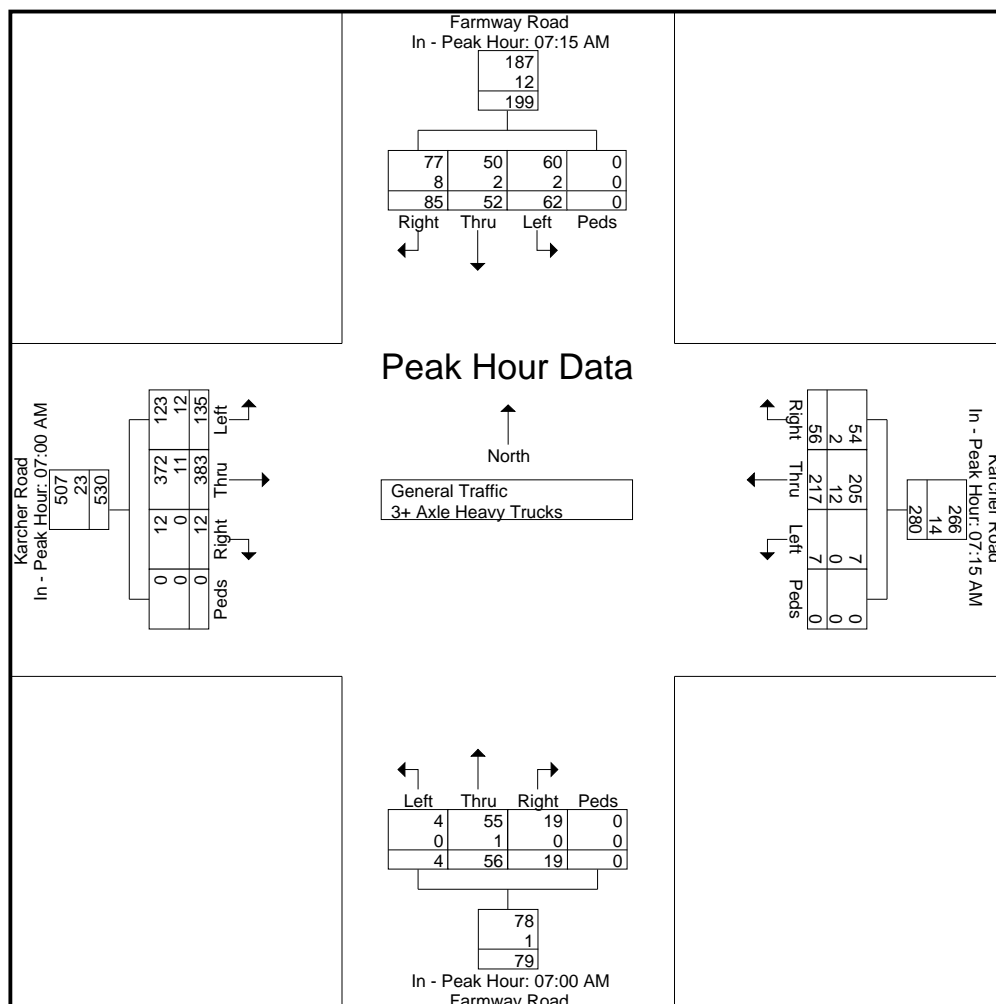 Farmway Road
In - Peak Hour: 07:15 AM
187
12
199
77 50 60 0
8 2 2 0
85 52 62 0
Right Thru Left Peds
Peak Hour Data
North
General Traffic
3+ Axle Heavy Trucks
Karcher Road
In - Peak Hour: 07:00 AM
507
23
530
123 372 12 0
12 11 0 0
135 383 12 0
Left Thru Right Peds
Karcher Road
In - Peak Hour: 07:15 AM
266
14
280
54 205 7 0
2 12 0 0
56 217 7 0
Right Thru Left Peds
Left Thru Right Peds
4 55 19 0
0 1 0 0
4 56 19 0
78
1
79
In - Peak Hour: 07:00 AM
Farmway Road